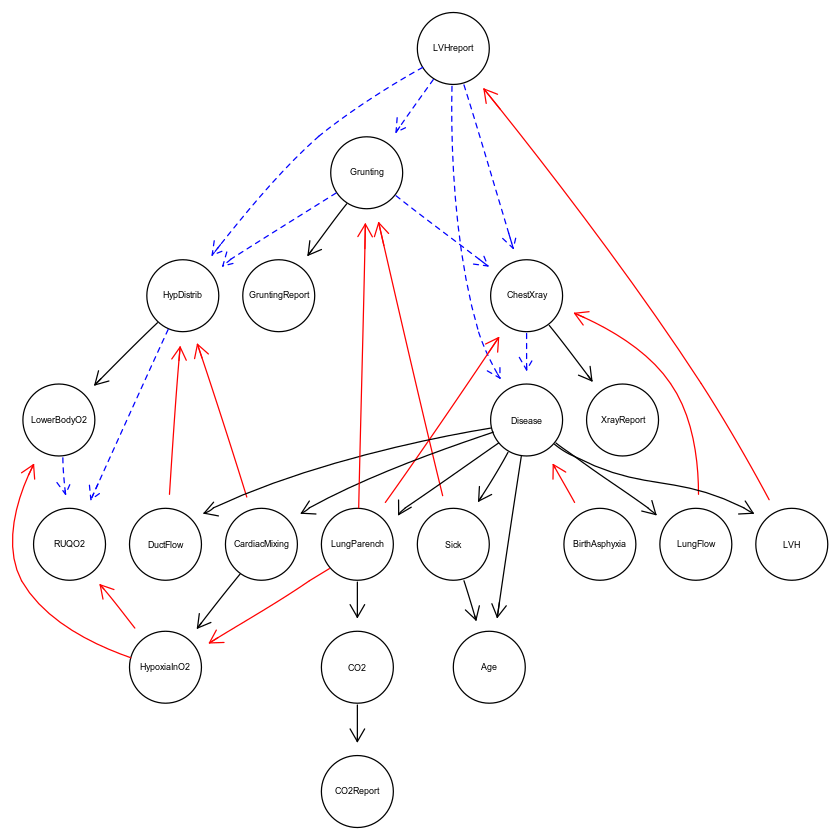 LVHreport
Grunting
HypDistrib
GruntingReport
ChestXray
LowerBodyO2
Disease
XrayReport
RUQO2
DuctFlow
CardiacMixing
LungParench
Sick
BirthAsphyxia
LungFlow
LVH
HypoxiaInO2
CO2
Age
CO2Report